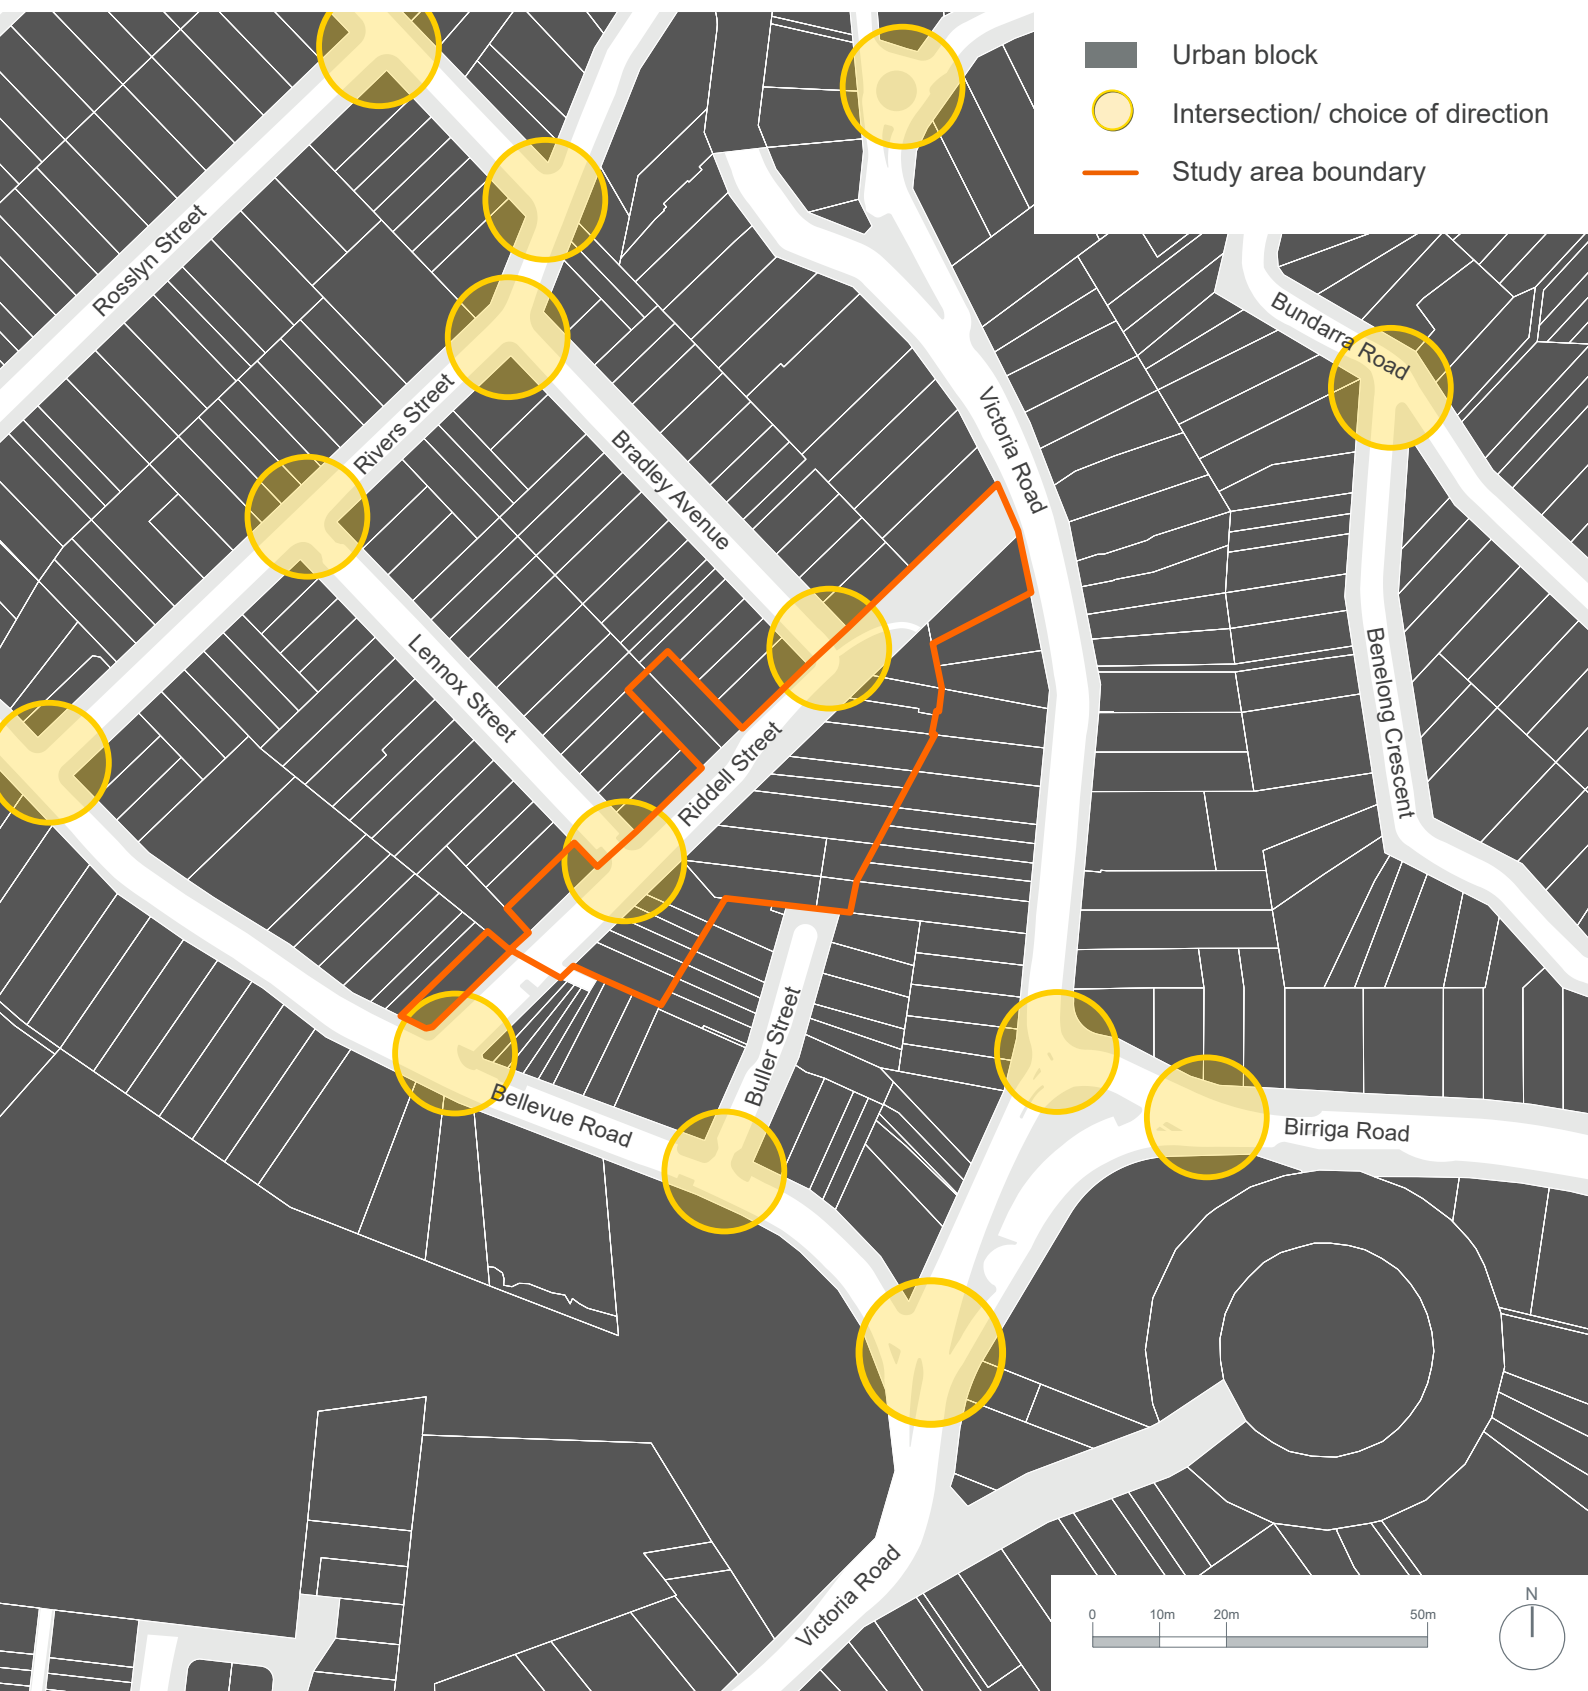 Urban block
Intersection/ choice of direction
Study area boundary
Rosslyn Street
Bundarra Road
Rivers Street
Victoria Road
Bradley Avenue
Lennox Street
Benelong Crescent
Riddell Street
Buller Street
Bellevue Road
Birriga Road
Victoria Road
N
0 10m 20m 50m